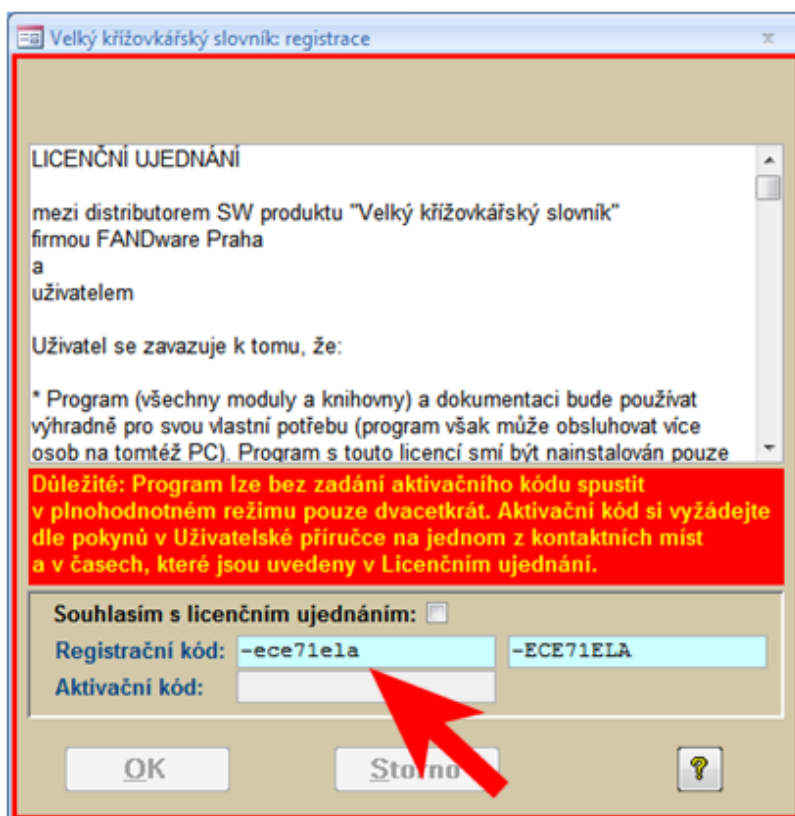 Velký křížovkářský slovník: registrace
LICENČNÍ UJEDNÁNÍ
mezi distributorem SW produktu "Velký křížovkářský slovník"
firmou FANDware Praha
a
uživatelem
Uživatel se zavazuje k tomu, že:
* Program (všechny moduly a knihovny) a dokumentaci bude používat
výhradně pro svou vlastní potřebu (program však může obsluhovat více
osob na tomtéž PC). Program s touto licencí smí být nainstalován pouze
Důležité: Program lze bez zadání aktivačního kódu spustit
v plnohodnotném režimu pouze dvacetkrát. Aktivační kód si vyžádejte
dle pokynů v Uživatelské příručce na jednom z kontaktních míst
a v časech, které jsou uvedeny v Licenčním ujednání.
Souhlasím s licenčním ujednáním:
Registrační kód: -ece71ela -ECE71ELA
Aktivační kód:
OK Storno ?